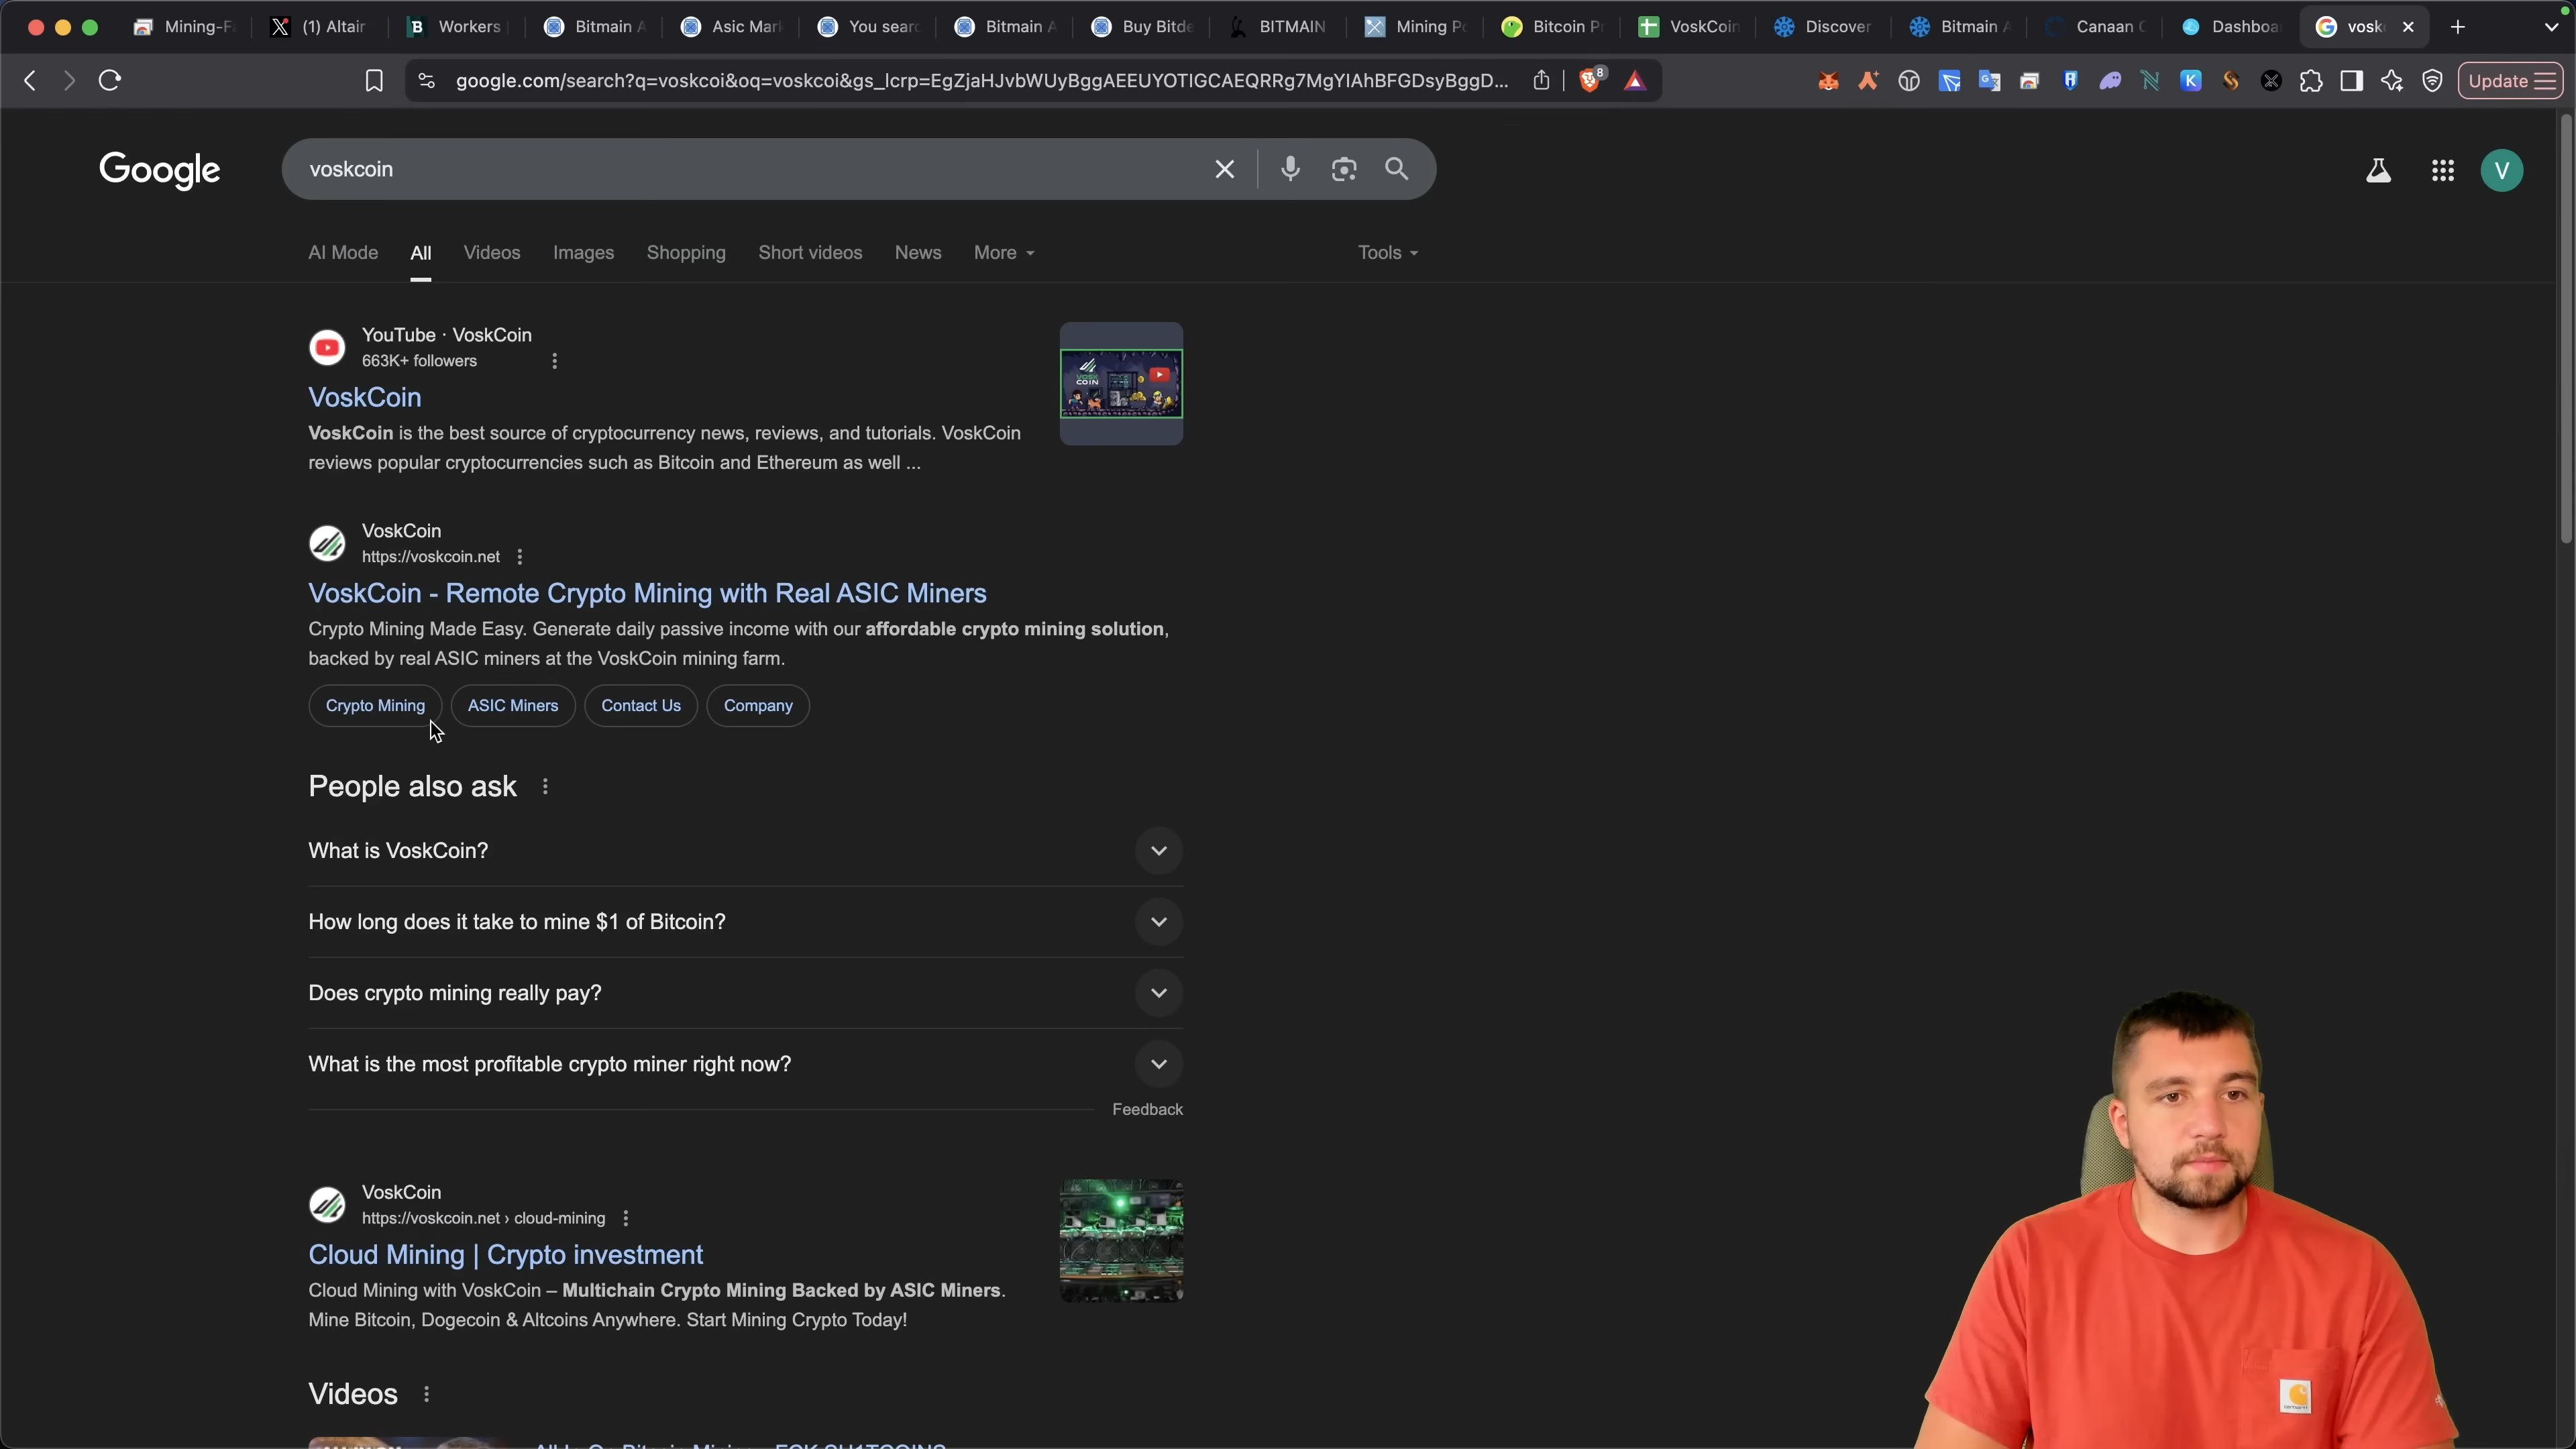 Mining-F
(1) Altair
Workers
Bitmain A
Asic Mar
You sear
Bitmain A
Buy Bitde
BITMAIN
Mining Po
Bitcoin P
VoskCoin
Discover
Bitmain A
Canaan
Dashboa
vosk
google.com/search?q=voskcoi&oq=voskcoi&gs_lcrp=EgZjaHJvbWUyBggAEEUYOTIGCAEQRRg7MgYIAhBFGDsyBggD...
8
Update
Google
voskcoin
V
AI Mode
All
Videos
Images
Shopping
Short videos
News
More
Tools
YouTube · VoskCoin
663K+ followers
VoskCoin
VoskCoin is the best source of cryptocurrency news, reviews, and tutorials. VoskCoin
reviews popular cryptocurrencies such as Bitcoin and Ethereum as well ...
VOSK
COIN
VoskCoin
https://voskcoin.net
VoskCoin - Remote Crypto Mining with Real ASIC Miners
Crypto Mining Made Easy. Generate daily passive income with our affordable crypto mining solution,
backed by real ASIC miners at the VoskCoin mining farm.
Crypto Mining
ASIC Miners
Contact Us
Company
People also ask
What is VoskCoin?
How long does it take to mine $1 of Bitcoin?
Does crypto mining really pay?
What is the most profitable crypto miner right now?
Feedback
VoskCoin
https://voskcoin.net › cloud-mining
Cloud Mining | Crypto investment
Cloud Mining with VoskCoin – Multichain Crypto Mining Backed by ASIC Miners.
Mine Bitcoin, Dogecoin & Altcoins Anywhere. Start Mining Crypto Today!
Videos
carhartt